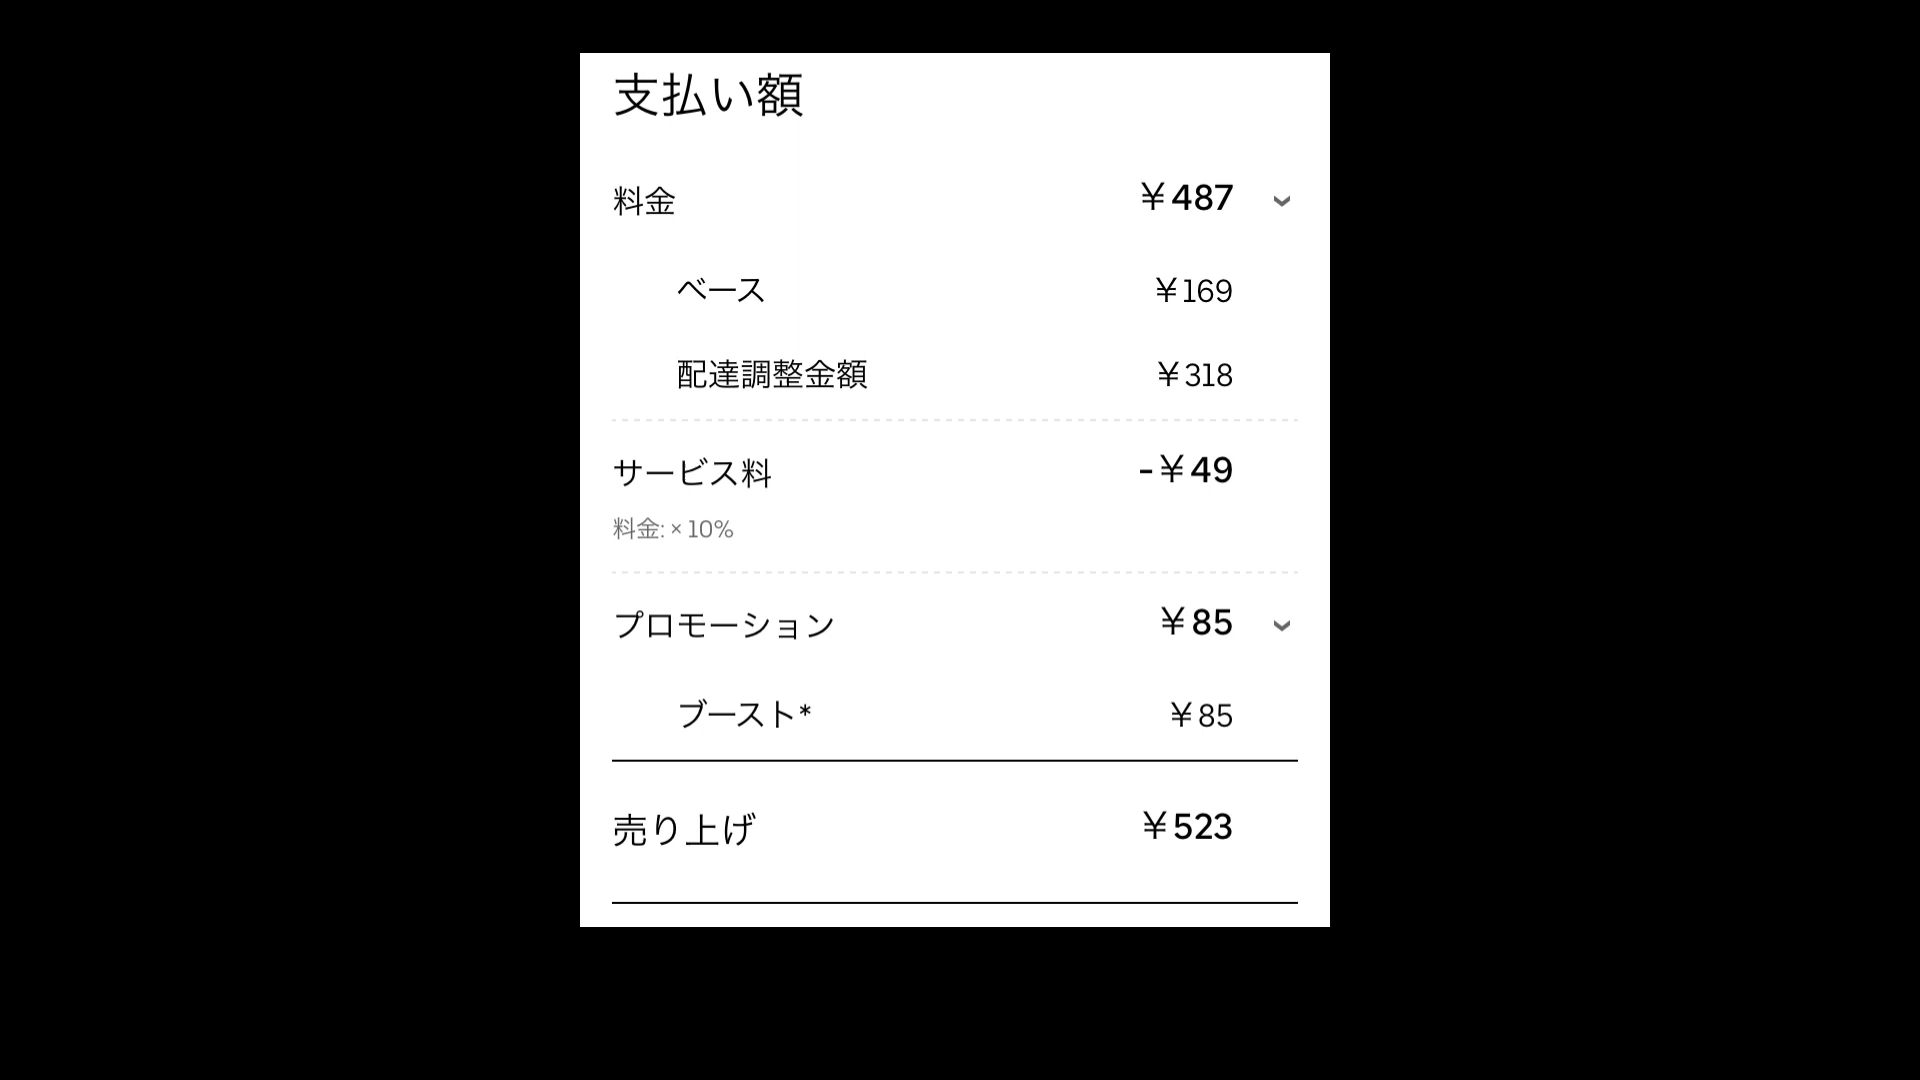 支払い額
料金 ￥487
ベース ￥169
配達調整金額 ￥318
サービス料 -￥49
料金: × 10%
プロモーション ￥85
ブースト* ￥85
売り上げ ￥523